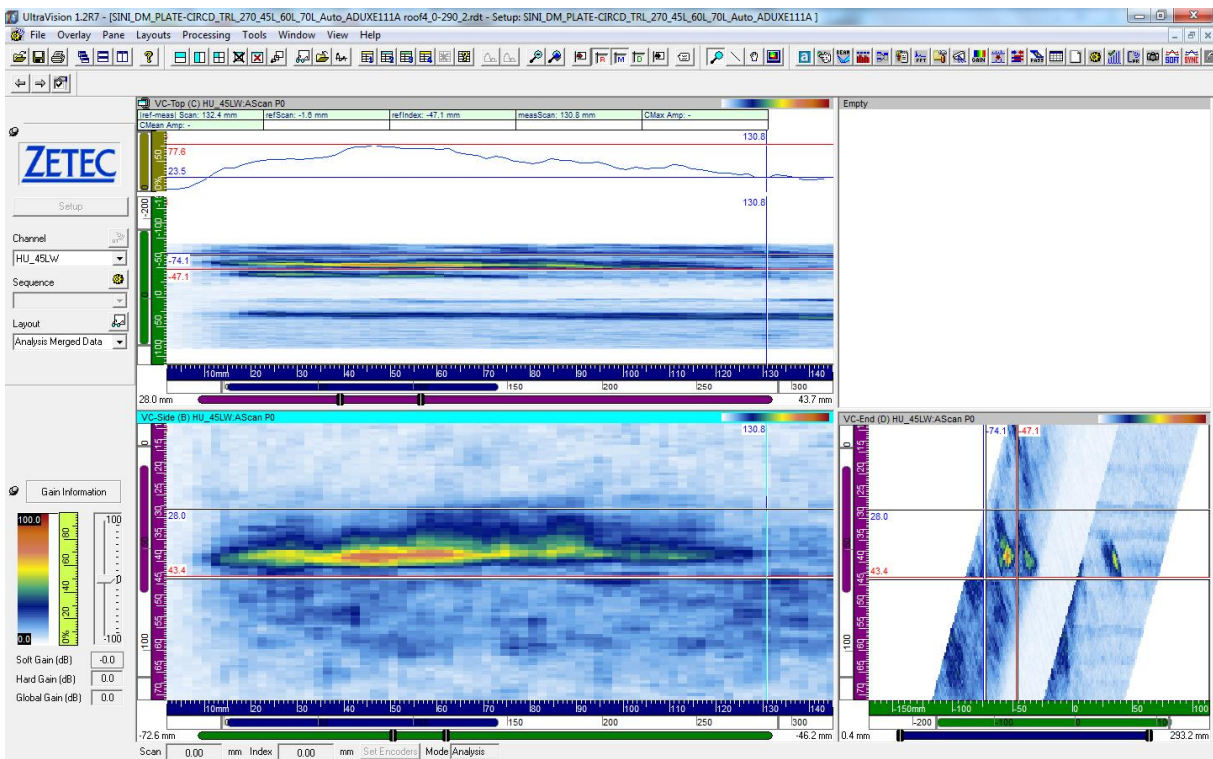 UltraVision 1.2R7 - [SINI_DM_PLATE-CIRCD_TRL_270_45L_60L_70L_Auto_ADUXE111A roof4_0-290_2.rdt - Setup: SINI_DM_PLATE-CIRCD_TRL_270_45L_60L_70L_Auto_ADUXE111A ]
File Overlay Pane Layouts Processing Tools Window View Help
VC-Top (C) HU_45LW:AScan P0
|ref-meas| Scan: 132.4 mm refScan: -1.6 mm refIndex: -47.1 mm measScan: 130.8 mm CMax Amp: -
CMean Amp: -
130.8
77.6
23.5
130.8
-74.1
-47.1
10mm 20 30 40 50 60 70 80 90 100 110 120 130 140
0 150 200 250 300
28.0 mm 43.7 mm
Empty
ZETEC
Setup
Channel
HU_45LW
Sequence
Layout
Analysis Merged Data
VC-Side (B) HU_45LW:AScan P0
130.8
28.0
43.4
10mm 20 30 40 50 60 70 80 90 100 110 120 130 140
0 150 200 250 300
-72.6 mm -46.2 mm
VC-End (D) HU_45LW:AScan P0
-74.1 -47.1
28.0
43.4
-150mm -100 -50 0 50 100
-200 -100 0
0.4 mm 293.2 mm
Gain Information
100.0
100
0
0.0
-100
0% 20 40 60 80
Soft Gain (dB) -0.0
Hard Gain (dB) 0.0
Global Gain (dB) 0.0
Scan 0.00 mm Index 0.00 mm Set Encoders Mode Analysis